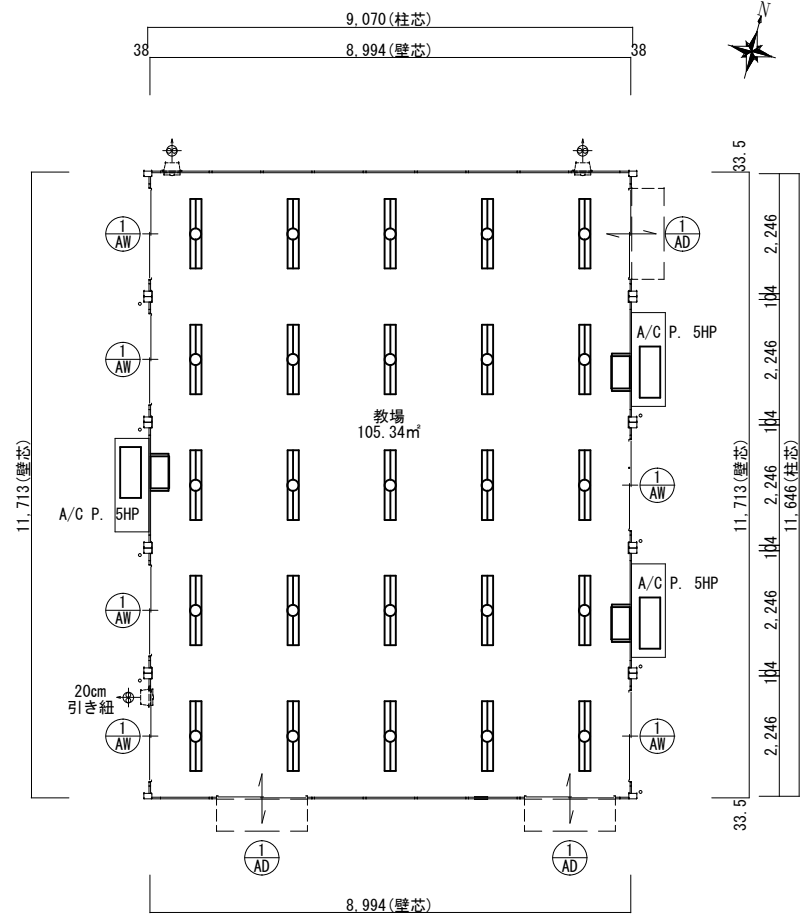 N
9,070(柱芯)
38
8,994(壁芯)
38
33.5
1
AW
1
AD
2,246
104
A/C P. 5HP
1
AW
2,246
教場
105.34㎡
104
11,713(壁芯)
A/C P. 5HP
1
AW
2,246
11,713(壁芯)
11,646(柱芯)
104
A/C P. 5HP
1
AW
2,246
104
20cm
引き紐
1
AW
1
AW
2,246
33.5
1
AD
1
AD
8,994(壁芯)